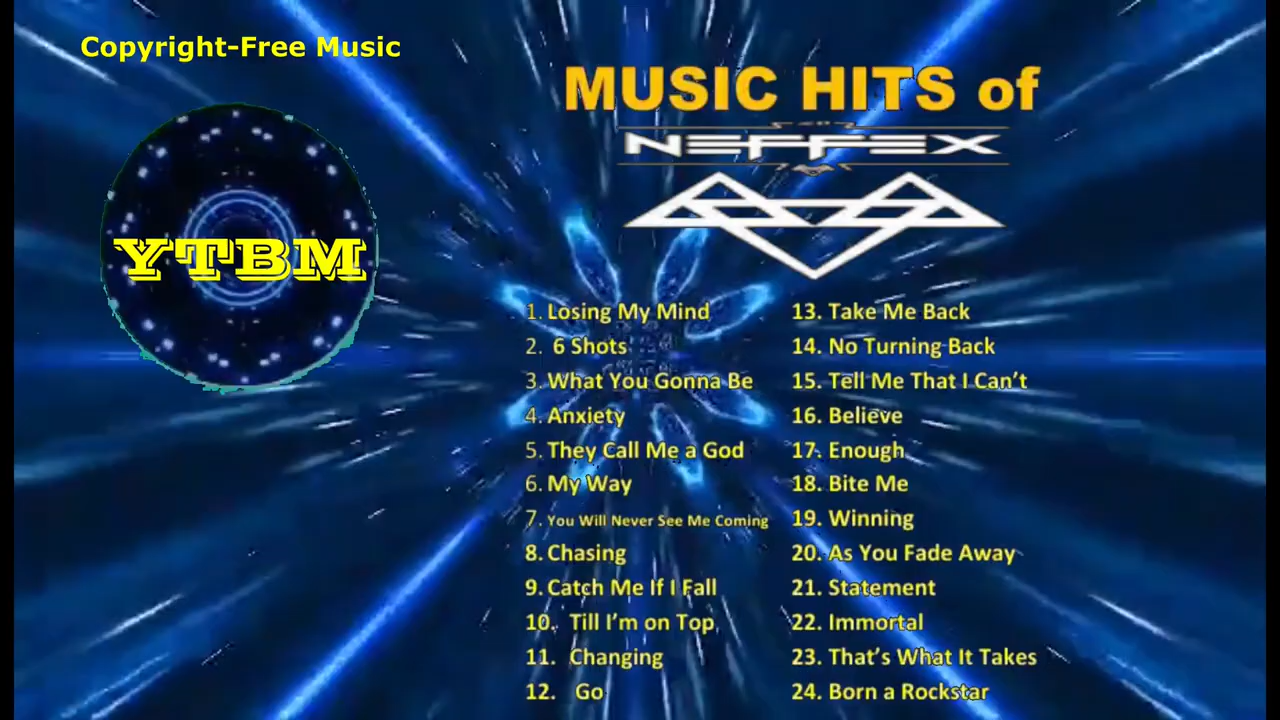 Copyright-Free Music
YTBM
MUSIC HITS of
NEFFEX
1. Losing My Mind
2. 6 Shots
3. What You Gonna Be
4. Anxiety
5. They Call Me a God
6. My Way
7. You Will Never See Me Coming
8. Chasing
9. Catch Me If I Fall
10. Till I'm on Top
11. Changing
12. Go
13. Take Me Back
14. No Turning Back
15. Tell Me That I Can't
16. Believe
17. Enough
18. Bite Me
19. Winning
20. As You Fade Away
21. Statement
22. Immortal
23. That's What It Takes
24. Born a Rockstar